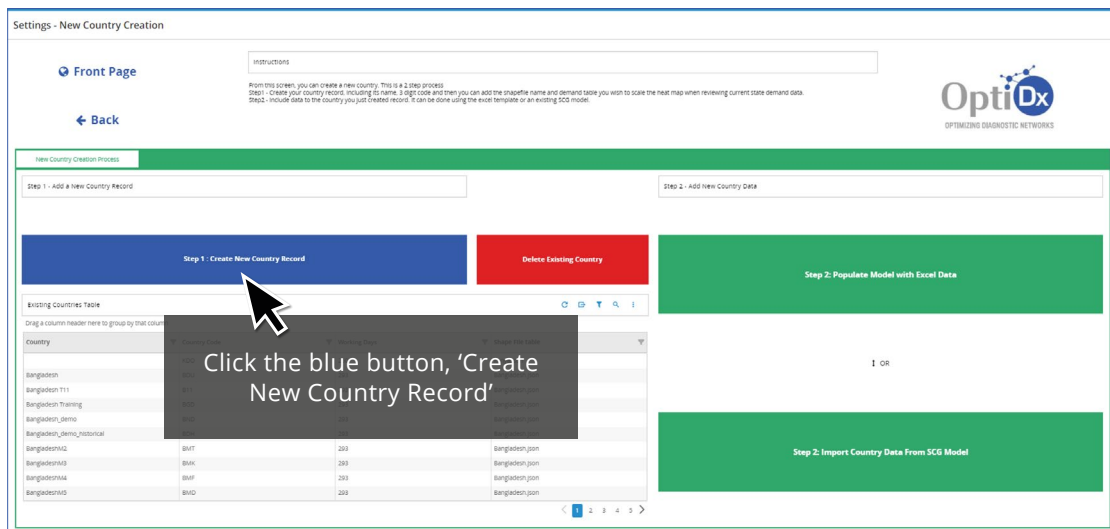 Settings - New Country Creation
Front Page
Back
Instructions
From this screen, you can create a new country. This is a 2 step process
Step1 - Create your country record, including its name, 3 digit code and then you can add the shapefile name and demand table you wish to scale the heat map when reviewing current state demand data.
Step2 - Include data to the country you just created record. It can be done using the excel template or an existing SCG model.
OptiDx
OPTIMIZING DIAGNOSTIC NETWORKS
New Country Creation Process
Step 1 - Add a New Country Record
Step 2 - Add New Country Data
Step 1 : Create New Country Record
Delete Existing Country
Step 2: Populate Model with Excel Data
Existing Countries Table
Drag a column header here to group by that column
Country
Click the blue button, ‘Create
New Country Record’
OR
Bangladesh
Bangladesh T11
Bangladesh Training
Bangladesh_demo
Bangladesh_demo_historical
BangladeshM2 BMT 293 Bangladesh.json
BangladeshM3 BMK 293 Bangladesh.json
BangladeshM4 BMF 293 Bangladesh.json
BangladeshM5 BMD 293 Bangladesh.json
Step 2: Import Country Data From SCG Model
1 2 3 4 5